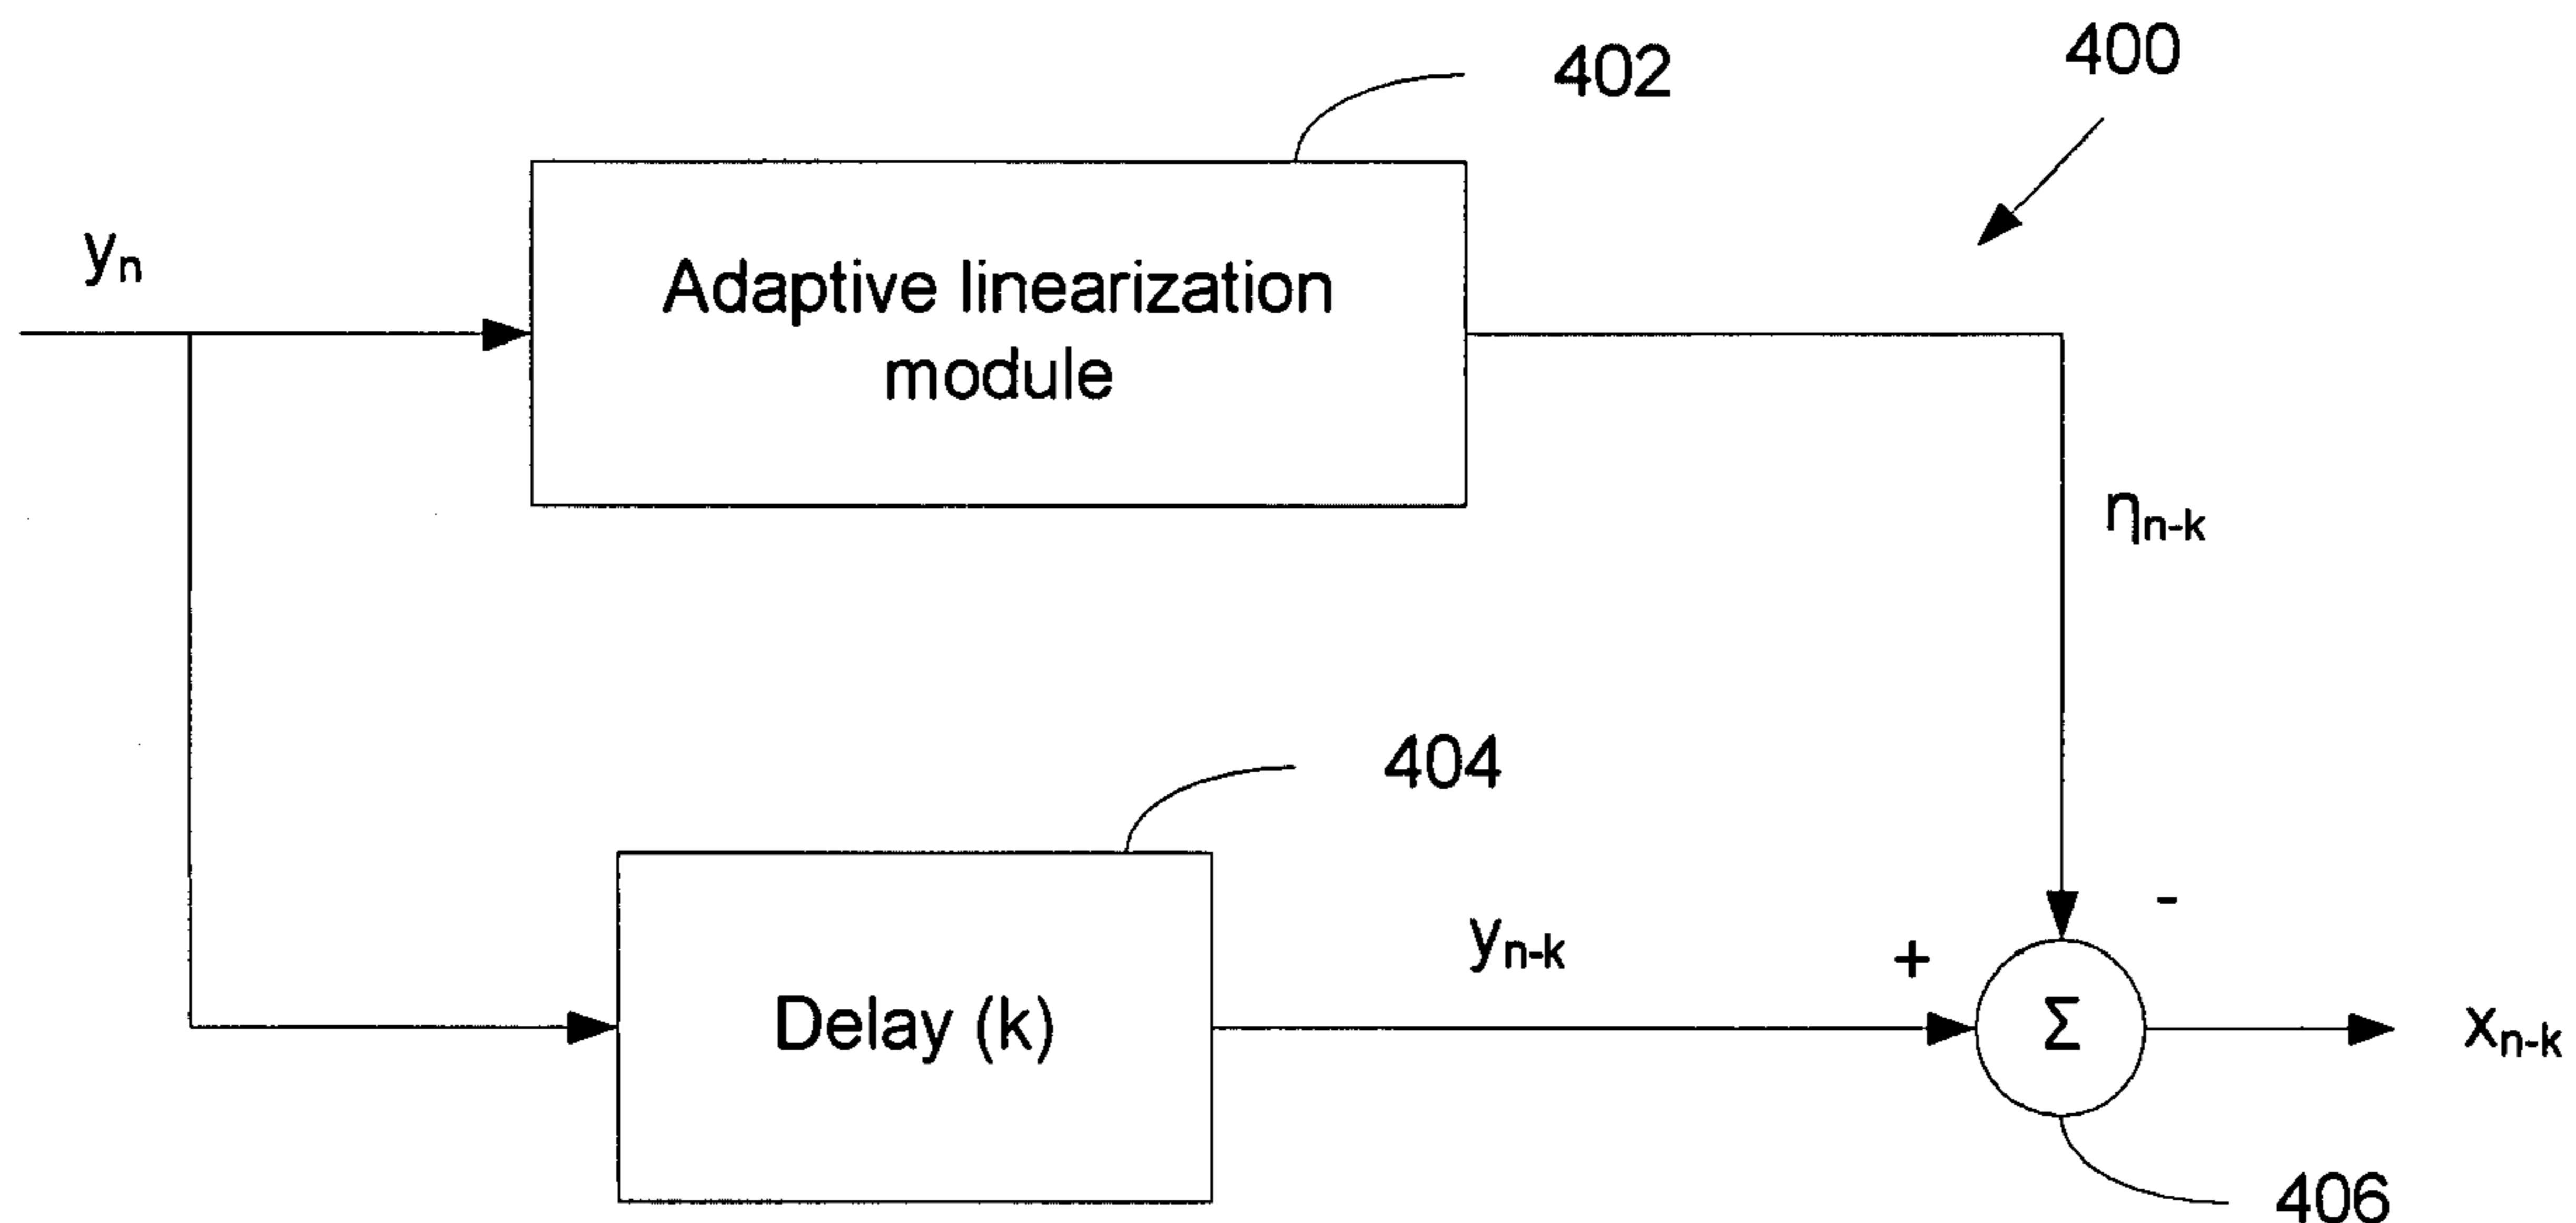 400
402
yₙ
Adaptive linearization
module
ηₙ₋ₖ
404
-
yₙ₋ₖ
+
Delay (k)
Σ
xₙ₋ₖ
406